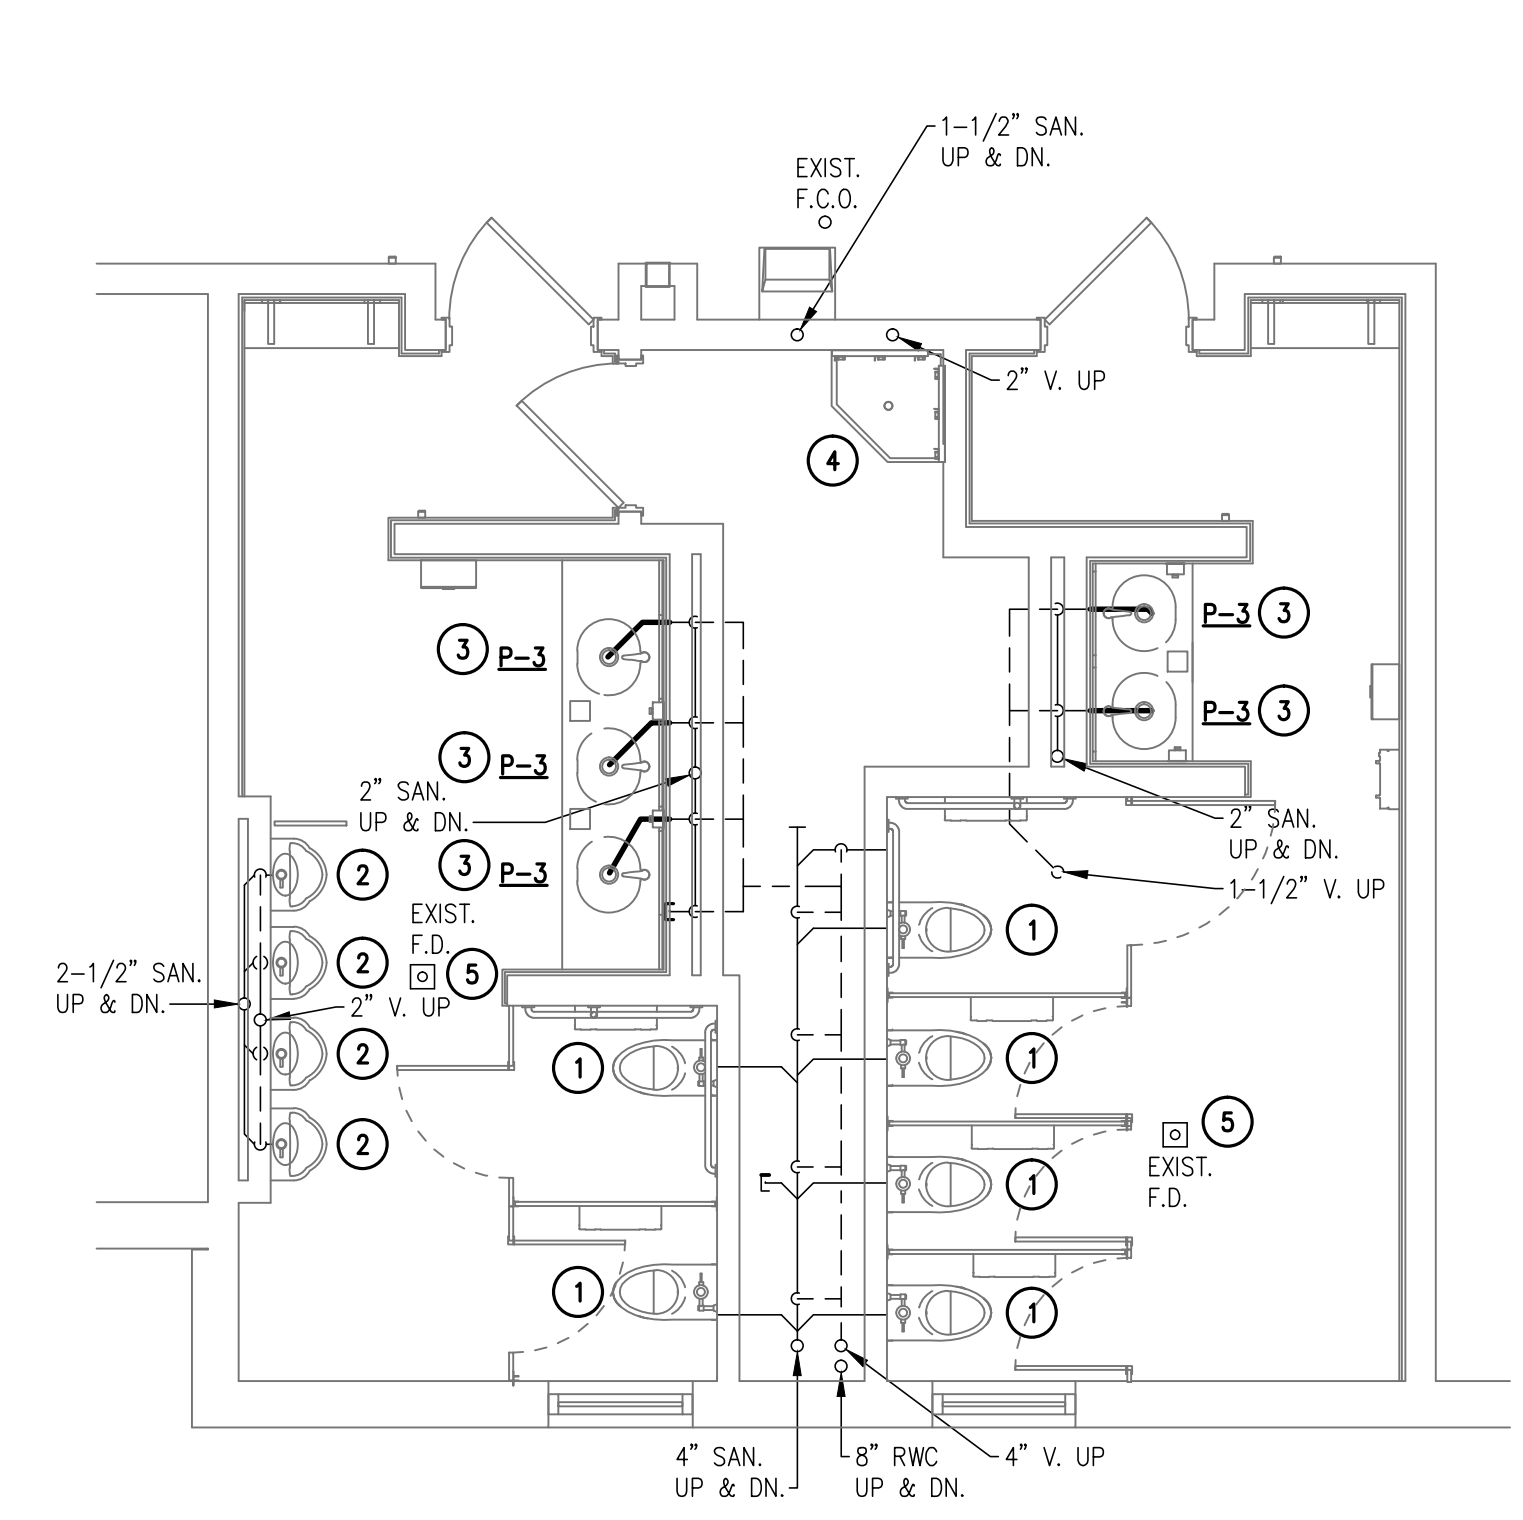 1-1/2" SAN.
UP & DN.
EXIST.
F.C.O.
2" V. UP
4
P-3 3
3 P-3
P-3 3
3 P-3
2" SAN.
UP & DN.
2" SAN.
UP & DN.
3 P-3
2
1-1/2" V. UP
EXIST.
F.D.
1
2
5
2-1/2" SAN.
UP & DN.
2" V. UP
2
1
1
5
EXIST.
F.D.
2
1
1
1
4" SAN.
UP & DN.
8" RWC
UP & DN.
4" V. UP